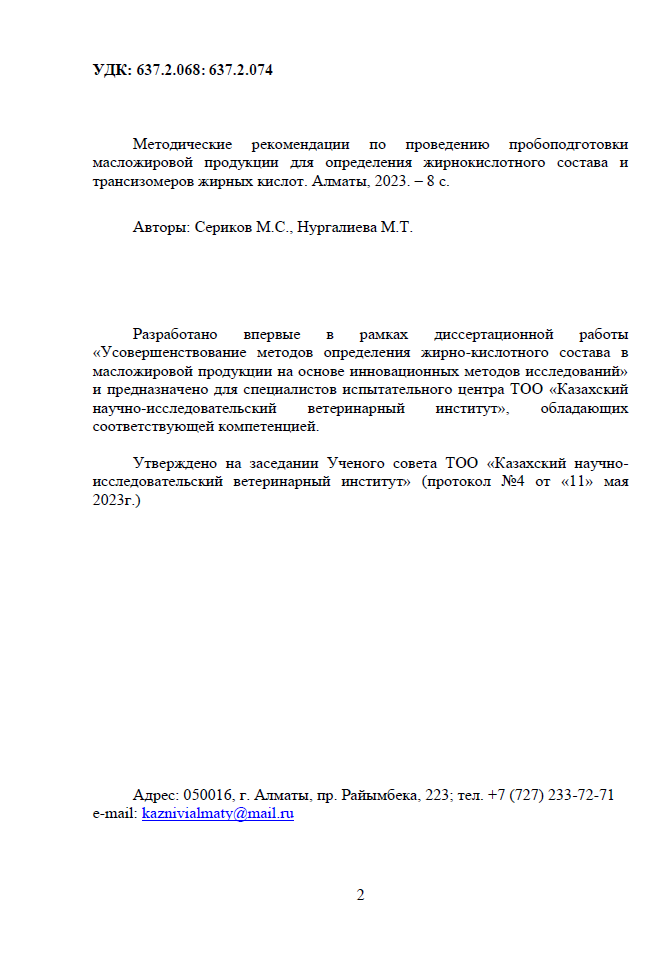 УДК: 637.2.068: 637.2.074
Методические рекомендации по проведению пробоподготовки
масложировой продукции для определения жирнокислотного состава и
трансизомеров жирных кислот. Алматы, 2023. – 8 с.
Авторы: Сериков М.С., Нургалиева М.Т.
Разработано впервые в рамках диссертационной работы
«Усовершенствование методов определения жирно-кислотного состава в
масложировой продукции на основе инновационных методов исследований»
и предназначено для специалистов испытательного центра ТОО «Казахский
научно-исследовательский ветеринарный институт», обладающих
соответствующей компетенцией.
Утверждено на заседании Ученого совета ТОО «Казахский научно-
исследовательский ветеринарный институт» (протокол №4 от «11» мая
2023г.)
Адрес: 050016, г. Алматы, пр. Райымбека, 223; тел. +7 (727) 233-72-71
e-mail: kaznivialmaty@mail.ru
2